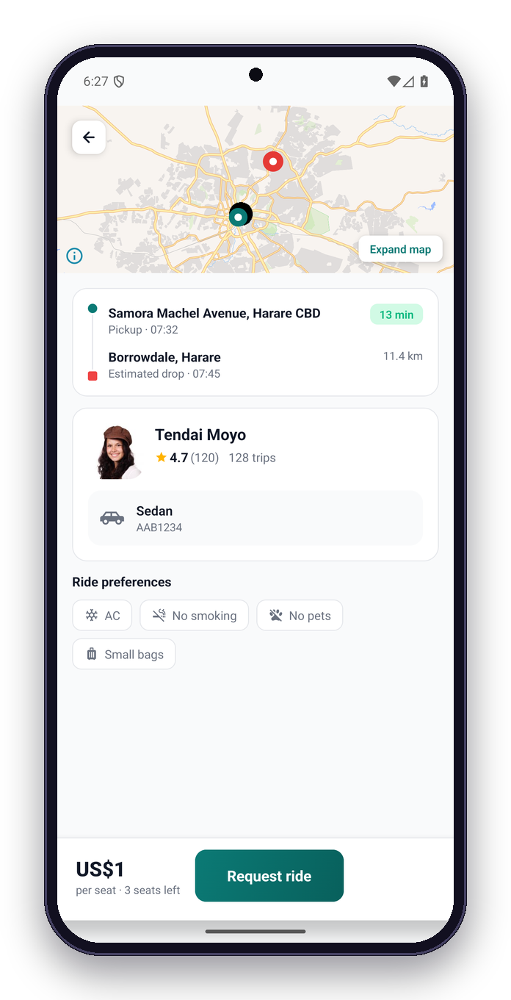 6:27
Expand map
Samora Machel Avenue, Harare CBD
13 min
Pickup · 07:32
Borrowdale, Harare
11.4 km
Estimated drop · 07:45
Tendai Moyo
4.7 (120) 128 trips
Sedan
AAB1234
Ride preferences
AC
No smoking
No pets
Small bags
US$1
per seat · 3 seats left
Request ride